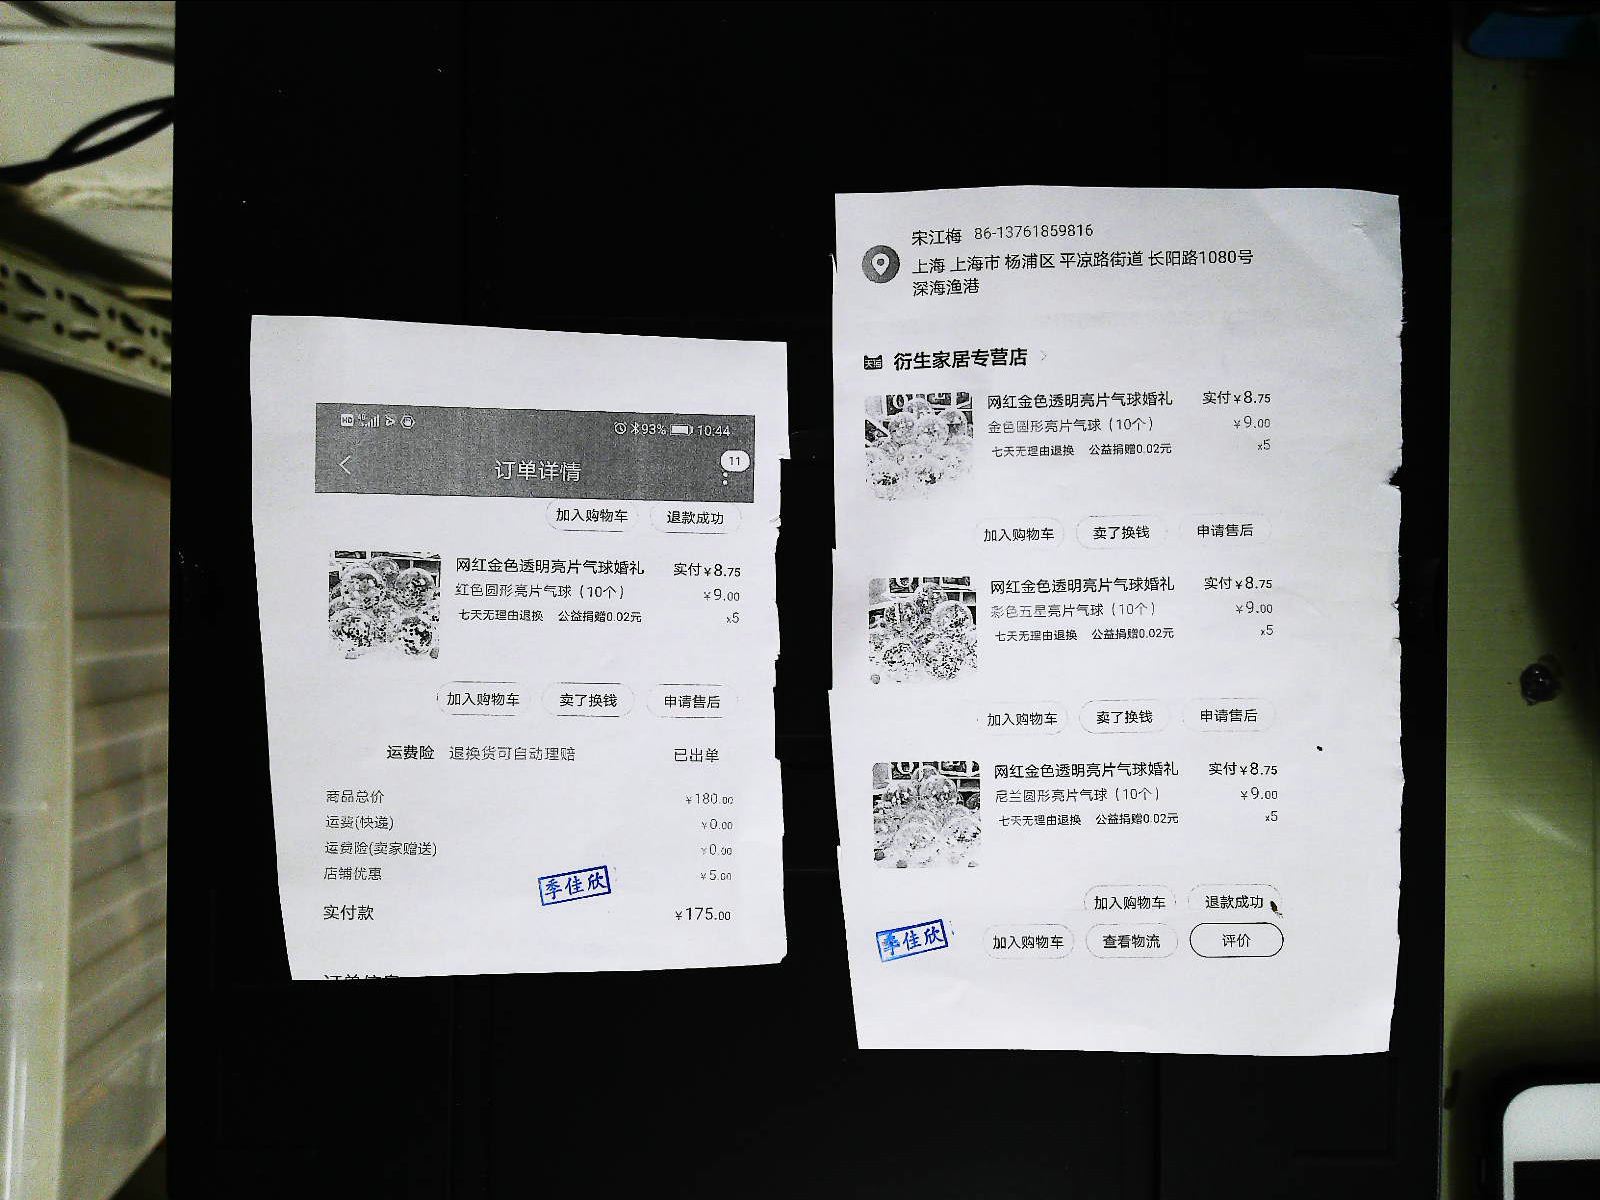 HD 4G 93% 10:44
订单详情
11
加入购物车 退款成功
网红金色透明亮片气球婚礼 实付¥8.75
红色圆形亮片气球（10个） ¥9.00
七天无理由退换 公益捐赠0.02元 x5
加入购物车 卖了换钱 申请售后
运费险 退换货可自动理赔 已出单
商品总价 ¥180.00
运费(快递) ¥0.00
运费险(卖家赠送) ¥0.00
店铺优惠 ¥5.00
季佳欣
实付款 ¥175.00
订单信息
宋江梅 86-13761859816
上海 上海市 杨浦区 平凉路街道 长阳路1080号
深海渔港
天猫 衍生家居专营店
网红金色透明亮片气球婚礼 实付¥8.75
金色圆形亮片气球（10个） ¥9.00
七天无理由退换 公益捐赠0.02元 x5
加入购物车 卖了换钱 申请售后
网红金色透明亮片气球婚礼 实付¥8.75
彩色五星亮片气球（10个） ¥9.00
七天无理由退换 公益捐赠0.02元 x5
加入购物车 卖了换钱 申请售后
网红金色透明亮片气球婚礼 实付¥8.75
尼兰圆形亮片气球（10个） ¥9.00
七天无理由退换 公益捐赠0.02元 x5
加入购物车 退款成功
季佳欣 加入购物车 查看物流 评价